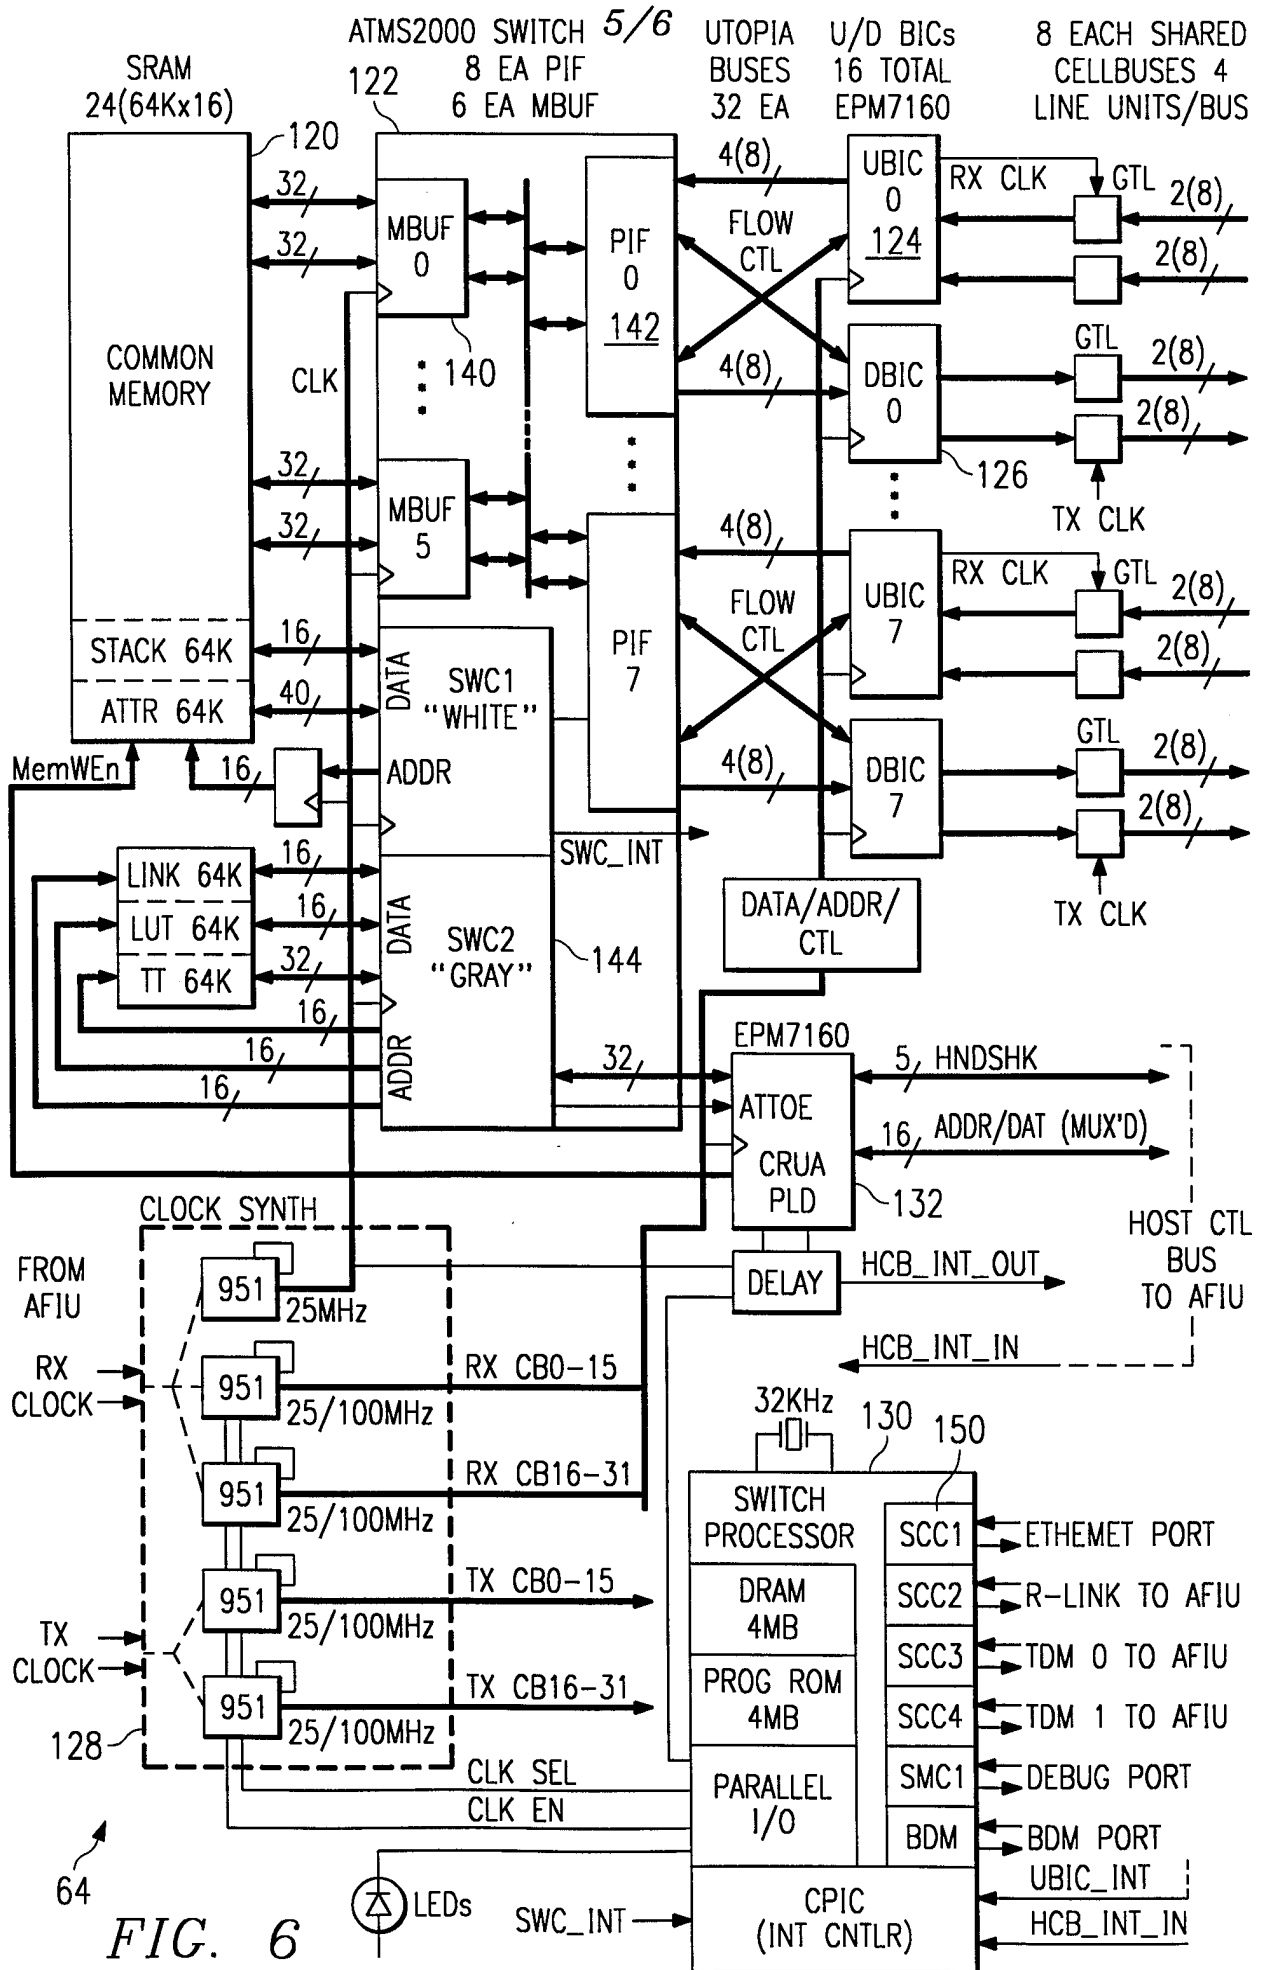 5/6
SRAM
24(64Kx16)
ATMS2000 SWITCH
8 EA PIF
6 EA MBUF
UTOPIA
BUSES
32 EA
U/D BICs
16 TOTAL
EPM7160
8 EACH SHARED
CELLBUSES 4
LINE UNITS/BUS
120
122
COMMON
MEMORY
STACK 64K
ATTR 64K
32
32
32
32
16
40
CLK
MBUF
0
140
MBUF
5
PIF
0
142
PIF
7
4(8)
FLOW
CTL
4(8)
4(8)
FLOW
CTL
4(8)
UBIC
0
124
DBIC
0
126
UBIC
7
DBIC
7
RX CLK
GTL
2(8)
2(8)
GTL
2(8)
2(8)
TX CLK
RX CLK
GTL
2(8)
2(8)
GTL
2(8)
2(8)
TX CLK
MemWEn
16
DATA
SWC1
"WHITE"
ADDR
SWC_INT
LINK 64K
LUT 64K
TT 64K
16
16
32
16
16
16
DATA
SWC2
"GRAY"
ADDR
144
DATA/ADDR/
CTL
EPM7160
32
ATTOE
CRUA
PLD
132
5
HNDSHK
16
ADDR/DAT (MUX'D)
HOST CTL
BUS
TO AFIU
DELAY
HCB_INT_OUT
HCB_INT_IN
CLOCK SYNTH
FROM
AFIU
951
25MHz
RX
CLOCK
951
25/100MHz
RX CB0-15
951
25/100MHz
RX CB16-31
TX
CLOCK
951
25/100MHz
TX CB0-15
951
25/100MHz
TX CB16-31
128
CLK SEL
CLK EN
32KHz
130
150
SWITCH
PROCESSOR
DRAM
4MB
PROG ROM
4MB
PARALLEL
I/O
CPIC
(INT CNTLR)
SCC1
ETHEMET PORT
SCC2
R-LINK TO AFIU
SCC3
TDM 0 TO AFIU
SCC4
TDM 1 TO AFIU
SMC1
DEBUG PORT
BDM
BDM PORT
UBIC_INT
HCB_INT_IN
LEDs
SWC_INT
64
FIG. 6